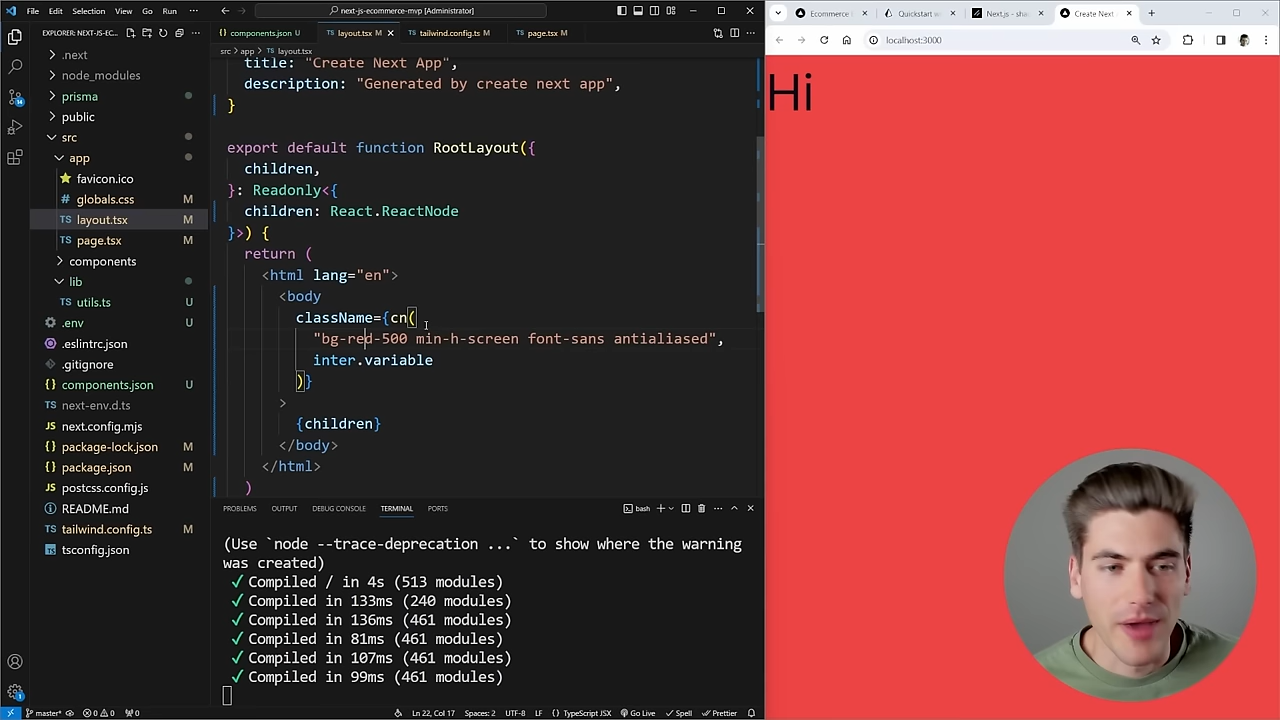 File Edit Selection View Go Run ···
next-js-ecommerce-mvp [Administrator]
EXPLORER: NEXT-JS-EC...
.next
node_modules
prisma
public
src
app
favicon.ico
globals.css M
layout.tsx M
page.tsx M
components
lib
utils.ts U
.env U
.eslintrc.json
.gitignore
components.json U
next-env.d.ts
next.config.mjs
package-lock.json M
package.json M
postcss.config.js
README.md
tailwind.config.ts M
tsconfig.json
components.json U
layout.tsx M
tailwind.config.ts M
page.tsx M
src > app > layout.tsx
title: "Create Next App",
description: "Generated by create next app",
}
export default function RootLayout({
children,
}: Readonly<{
children: React.ReactNode
}>) {
return (
<html lang="en">
<body
className={cn(
"bg-red-500 min-h-screen font-sans antialiased",
inter.variable
)}
>
{children}
</body>
</html>
)
PROBLEMS OUTPUT DEBUG CONSOLE TERMINAL PORTS
bash
(Use `node --trace-deprecation ...` to show where the warning
was created)
✓ Compiled / in 4s (513 modules)
✓ Compiled in 133ms (240 modules)
✓ Compiled in 136ms (461 modules)
✓ Compiled in 81ms (461 modules)
✓ Compiled in 107ms (461 modules)
✓ Compiled in 99ms (461 modules)
master* 0 0 0 Ln 22, Col 17 Spaces: 2 UTF-8 LF {} TypeScript JSX Go Live Spell Prettier
Ecommerce
Quickstart w
Next.js - sha
Create Next
localhost:3000
Hi